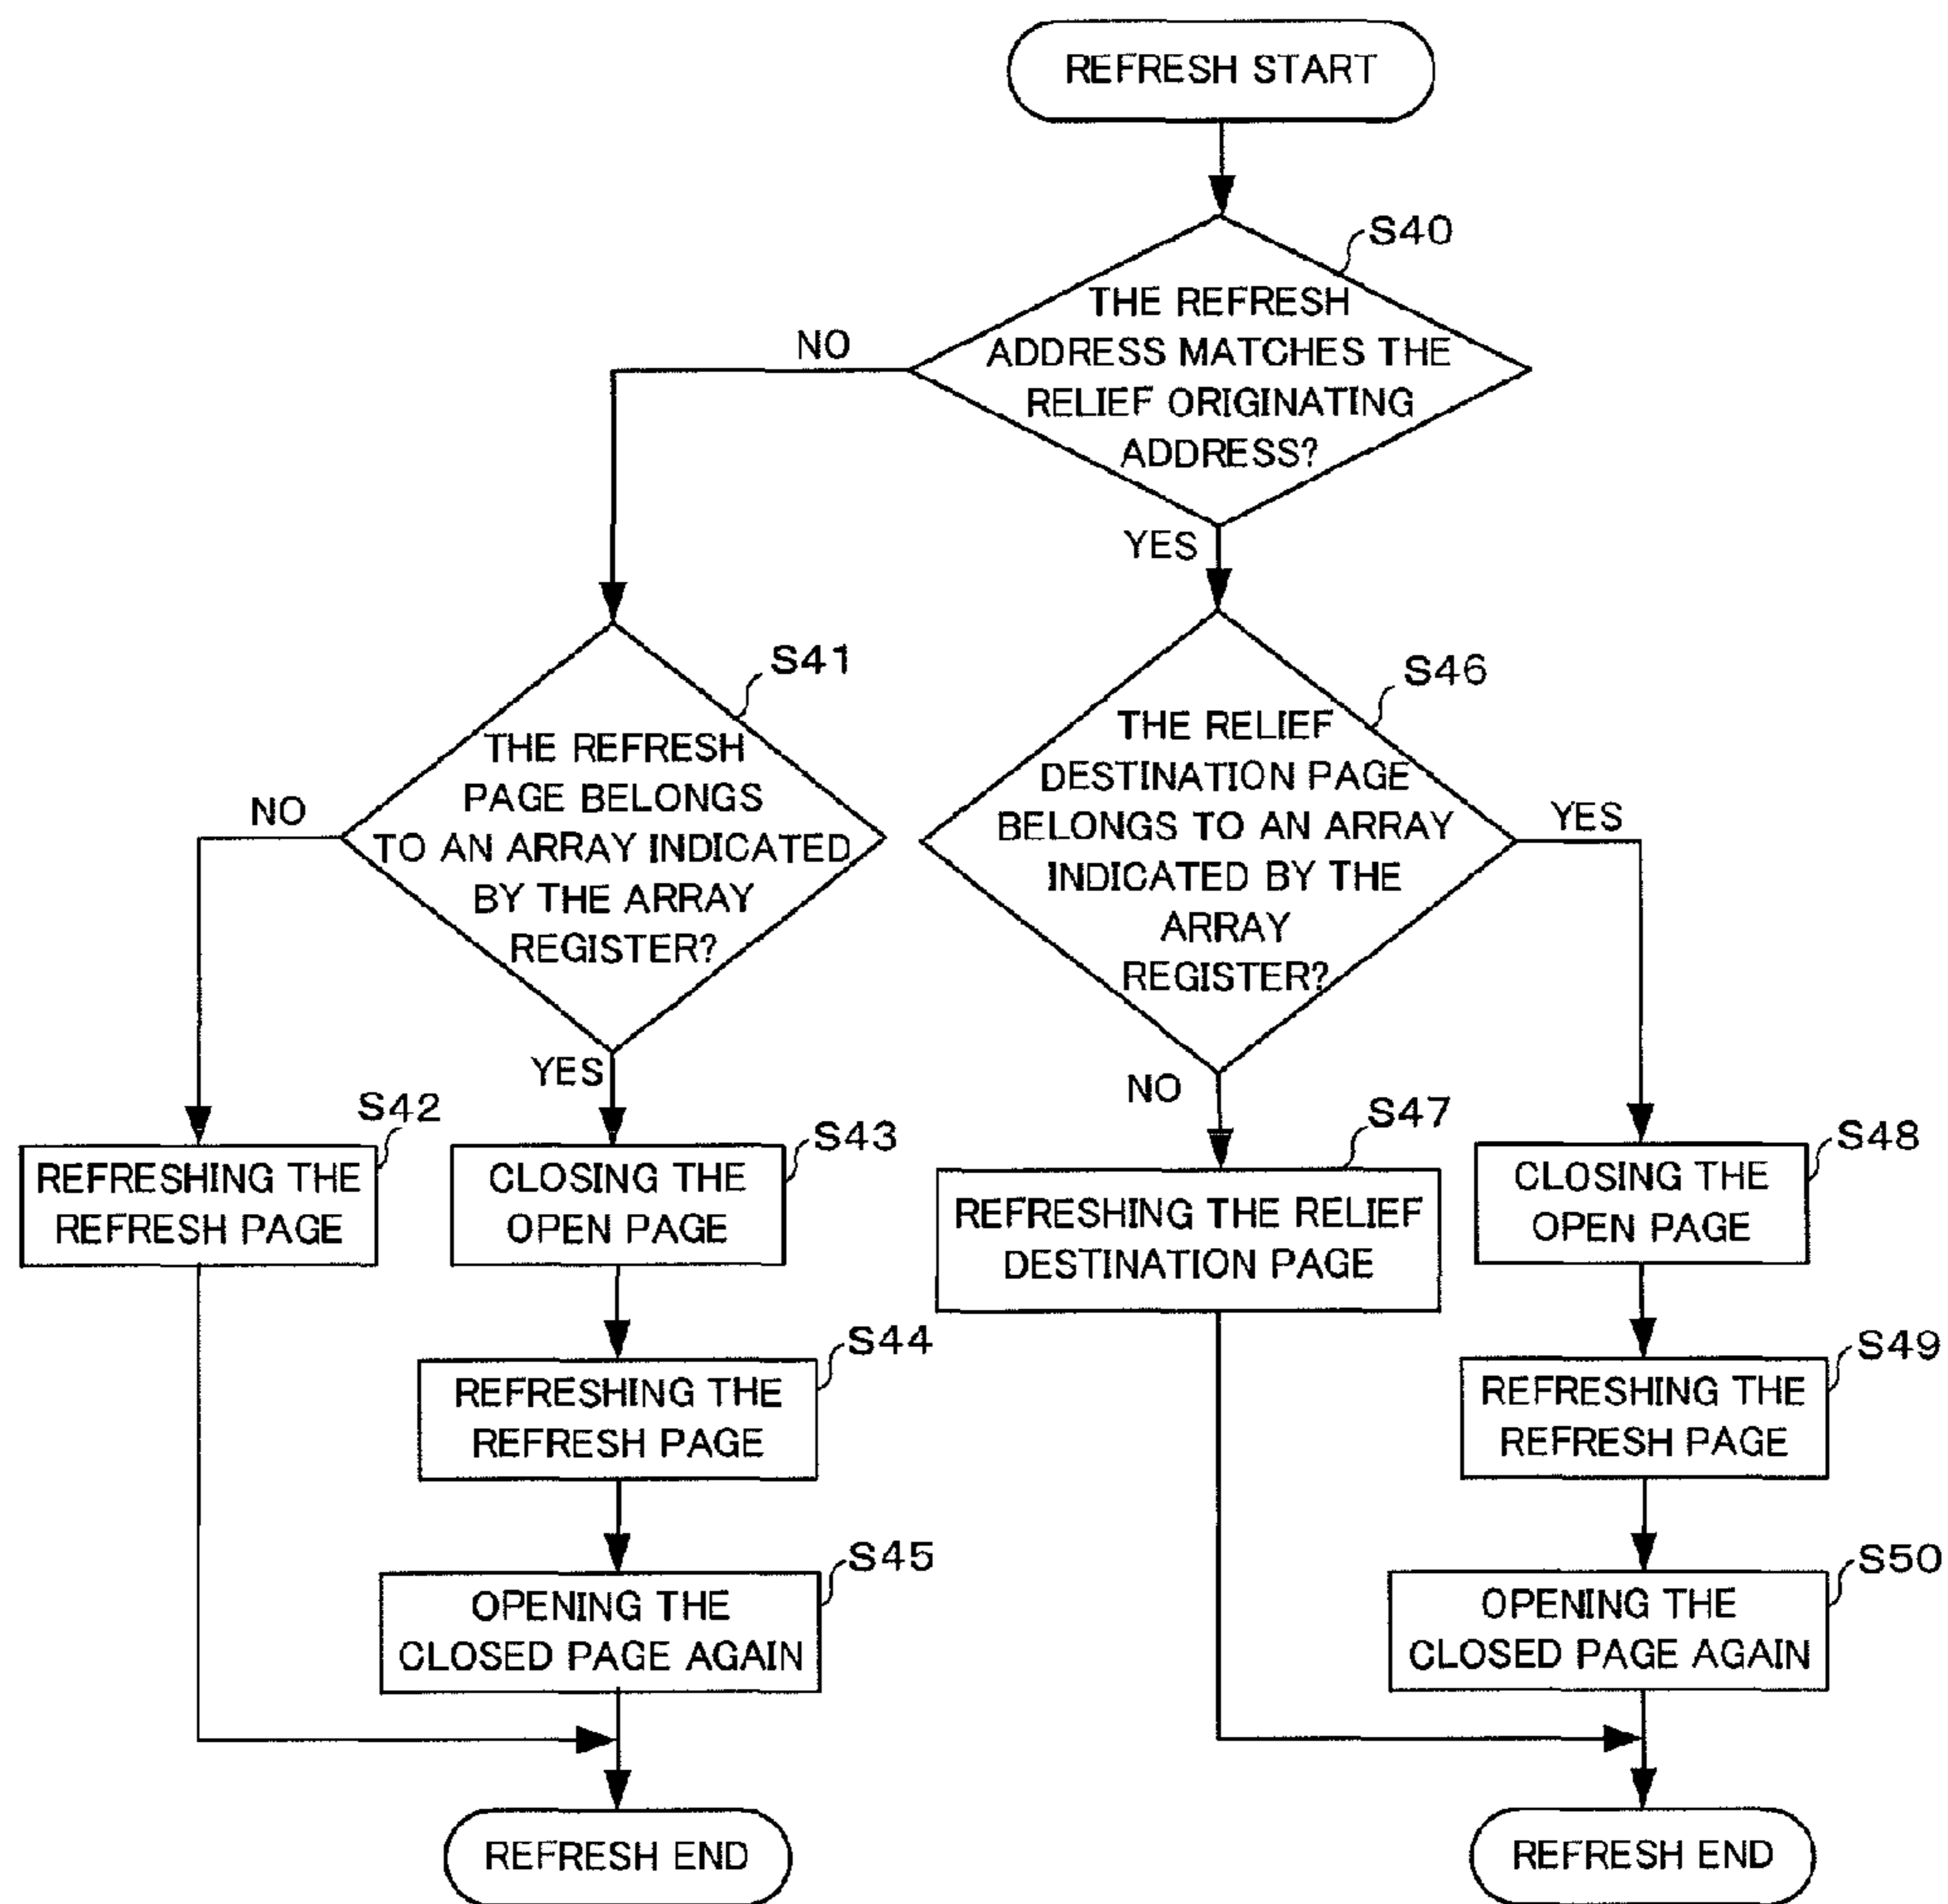 REFRESH START
S40
THE REFRESH
ADDRESS MATCHES THE
RELIEF ORIGINATING
ADDRESS?
NO
YES
S41
THE REFRESH
PAGE BELONGS
TO AN ARRAY INDICATED
BY THE ARRAY
REGISTER?
NO
YES
S46
THE RELIEF
DESTINATION PAGE
BELONGS TO AN ARRAY
INDICATED BY THE
ARRAY
REGISTER?
YES
NO
S42
REFRESHING THE
REFRESH PAGE
S43
CLOSING THE
OPEN PAGE
S47
REFRESHING THE RELIEF
DESTINATION PAGE
S48
CLOSING THE
OPEN PAGE
S44
REFRESHING THE
REFRESH PAGE
S49
REFRESHING THE
REFRESH PAGE
S45
OPENING THE
CLOSED PAGE AGAIN
S50
OPENING THE
CLOSED PAGE AGAIN
REFRESH END
REFRESH END